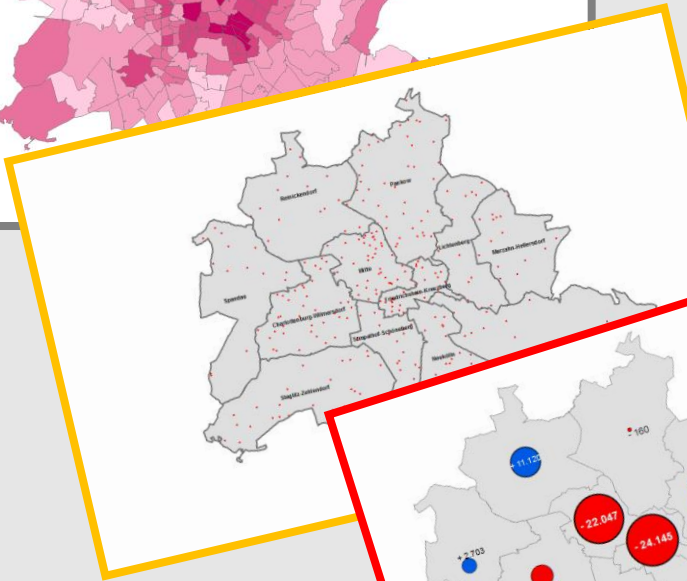 Reinickendorf
Pankow
Lichtenberg
Marzahn-Hellersdorf
Mitte
Spandau
Friedrichshain-Kreuzberg
Charlottenburg-Wilmersdorf
Tempelhof-Schöneberg
Neukölln
Steglitz-Zehlendorf
- 160
+ 11.120
- 22.047
- 24.145
+ 2.703